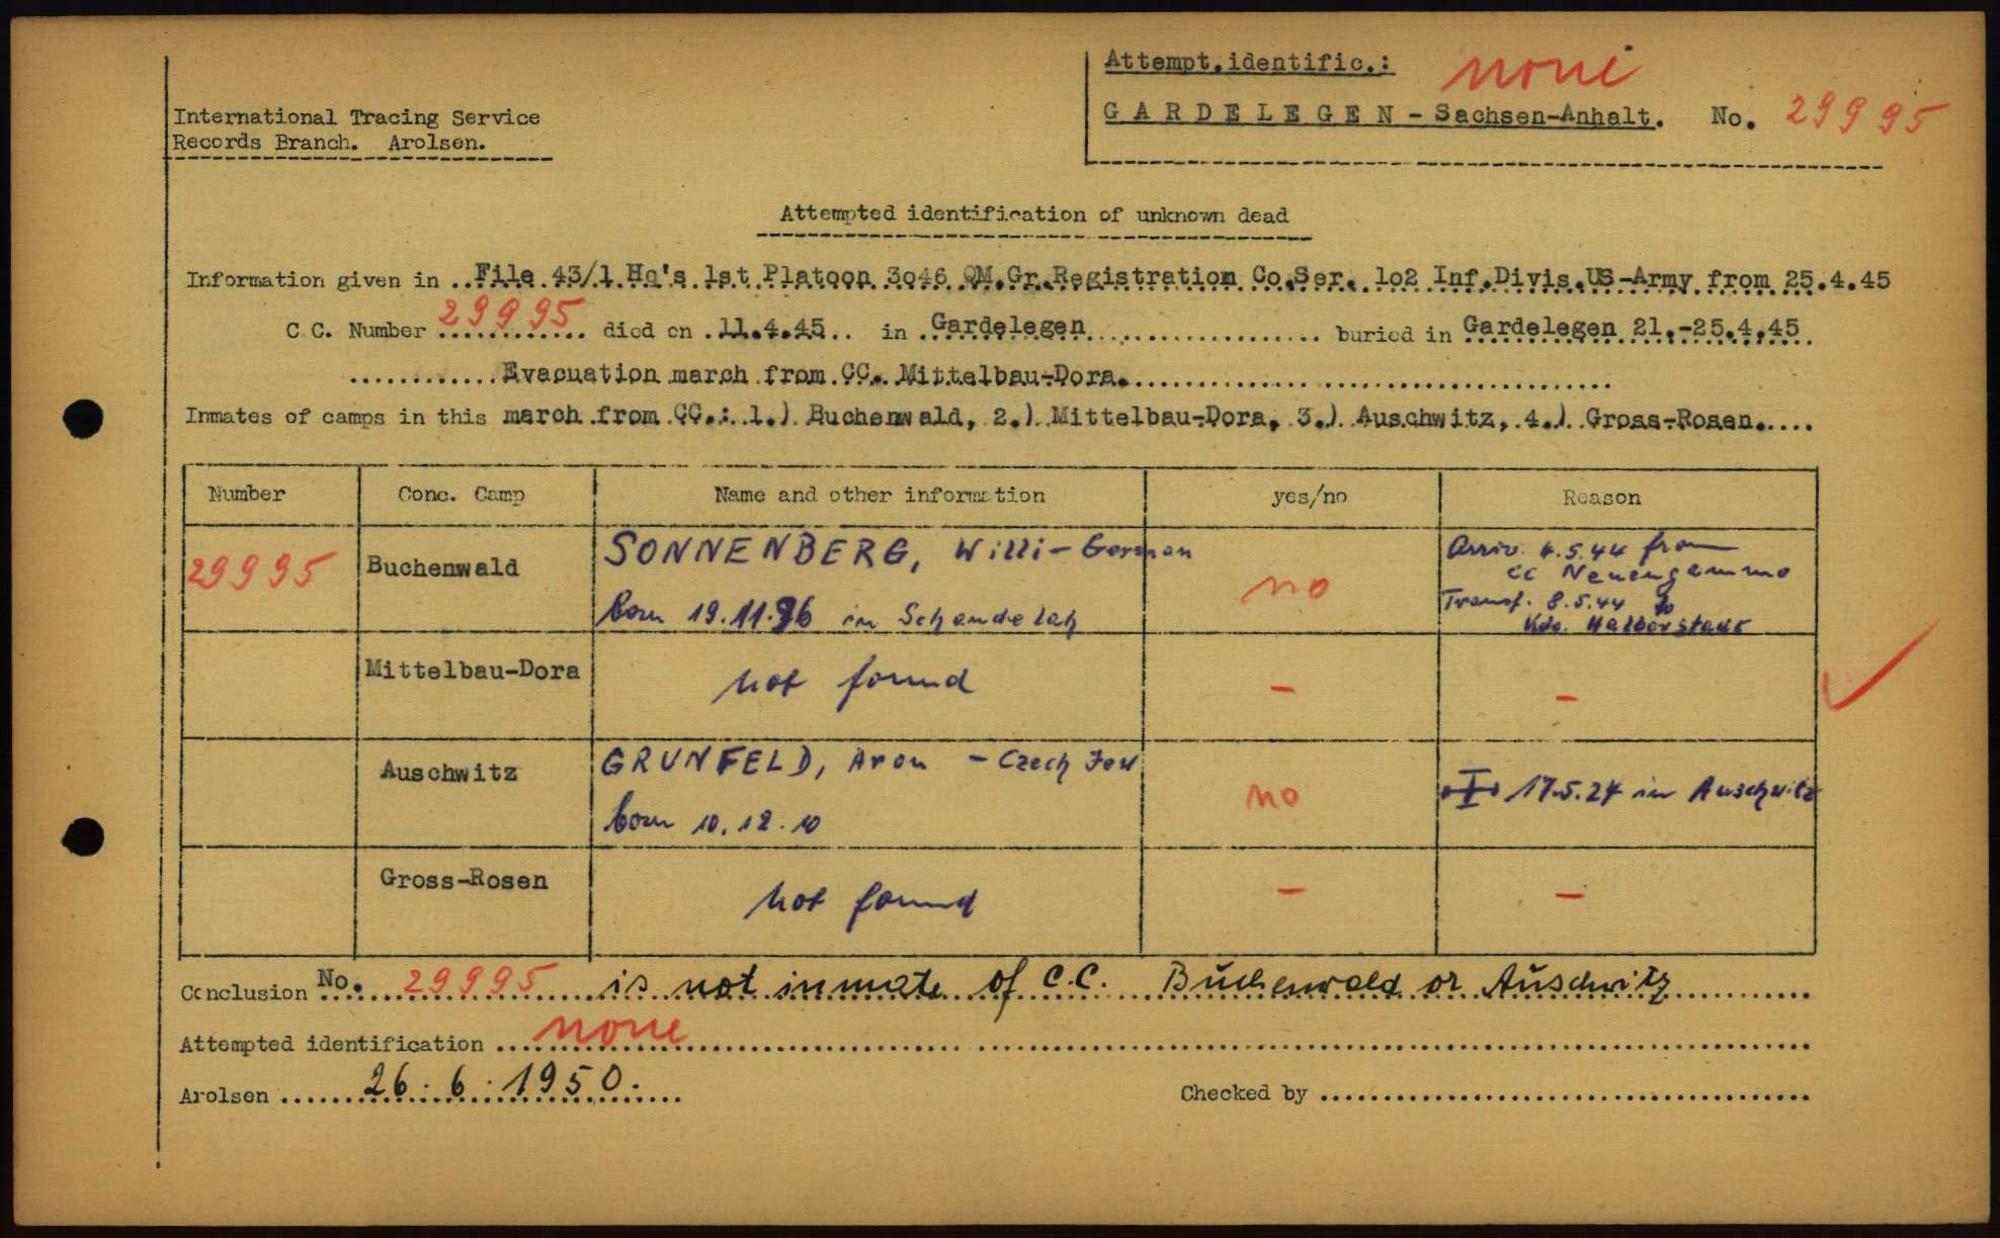 Attempt.identific.: none
International Tracing Service
Records Branch. Arolsen.
GARDELEGEN - Sachsen-Anhalt. No. 29995
Attempted identification of unknown dead
Information given in ..File 43/1 Hq's 1st Platoon 3o46 QM.Gr.Registration Co.Ser. 1o2 Inf.Divis.US-Army from 25.4.45
C.C. Number 29995 died on .11.4.45.. in .Gardelegen.................... buried in Gardelegen 21.-25.4.45
............Evacuation march from CC. Mittelbau-Dora...............................
Inmates of camps in this march from CC.: 1.) Buchenwald, 2.) Mittelbau-Dora, 3.) Auschwitz, 4.) Gross-Rosen.....
Number Conc. Camp Name and other information yes/no Reason
29995 Buchenwald SONNENBERG, Willi - German
born 19.11.96 in Schandelah
no
Arriv. 4.5.44 from
CC Neuengamme
Transf. 8.5.44 to
Kdo. Halberstadt
Mittelbau-Dora not found - -
Auschwitz GRUNFELD, Aron - Czech Jew
born 10.12.10
no
17.5.24 in Auschwitz
Gross-Rosen not found - -
Conclusion No. 29995 is not inmate of C.C. Buchenwald or Auschwitz
Attempted identification none
Arolsen 26.6.1950.
Checked by ........................................